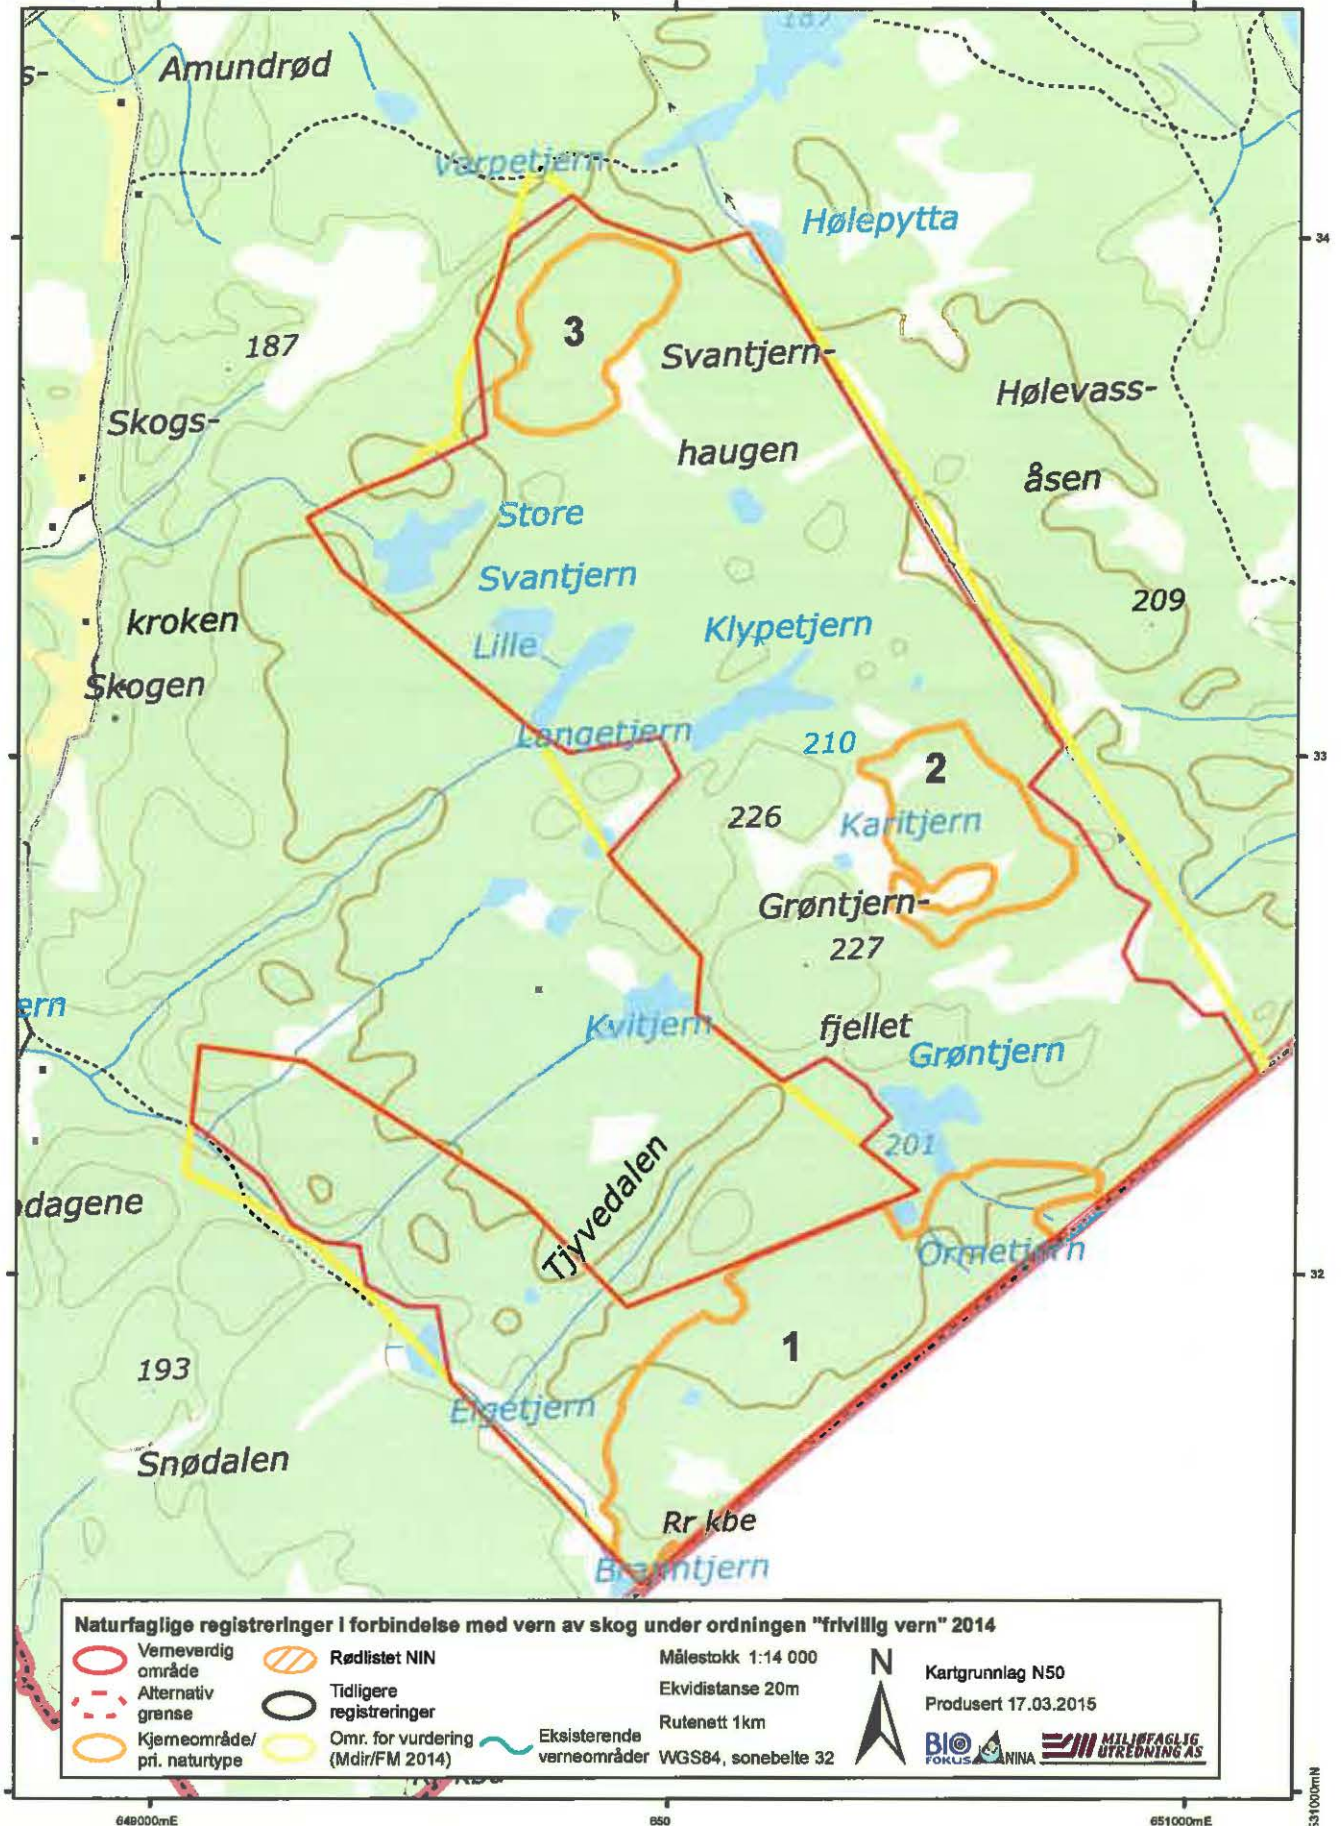 187
Amundrød
s-
Varpetjern
Hølepytta
34
3
187
Svantjern-
Hølevass-
Skogs-
haugen
åsen
Store
Svantjern
209
kroken
Klypetjern
Lille
Skogen
Langetjern
210
33
2
226
Karitjern
Grøntjern-
227
ern
Kvitjern
fjellet
Grøntjern
201
Tjyvedalen
dagene
Ormetjern
32
1
193
Elgetjern
Snødalen
Rr kbe
Branntjern
Naturfaglige registreringer i forbindelse med vern av skog under ordningen "frivillig vern" 2014
Verneverdig område
Rødlistet NIN
Målestokk 1:14 000
N
Kartgrunnlag N50
Alternativ grense
Tidligere registreringer
Ekvidistanse 20m
Produsert 17.03.2015
Rutenett 1km
Kjerneområde/ pri. naturtype
Omr. for vurdering (Mdir/FM 2014)
Eksisterende verneområder
WGS84, sonebelte 32
BIO FOKUS
NINA
MILJØFAGLIG UTREDNING AS
649000mE
650
651000mE